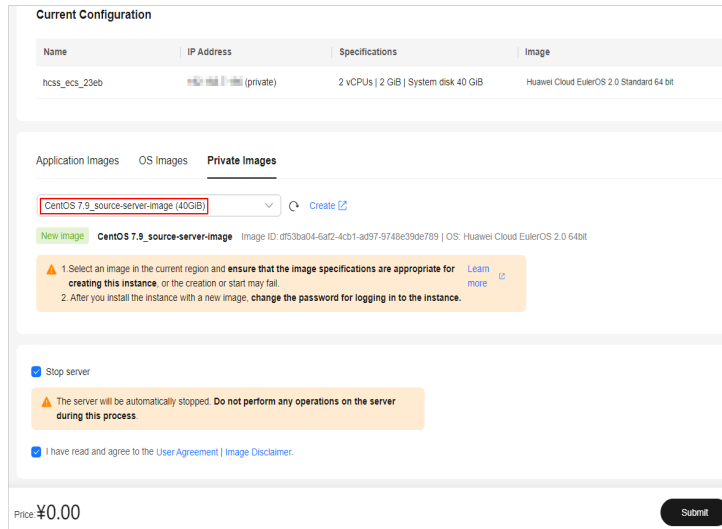 Current Configuration
Name IP Address Specifications Image
hcss_ecs_23eb (private) 2 vCPUs | 2 GiB | System disk 40 GiB Huawei Cloud EulerOS 2.0 Standard 64 bit
Application Images OS Images Private Images
CentOS 7.9_source-server-image (40GiB) Create
New image CentOS 7.9_source-server-image Image ID: df53ba04-6af2-4cb1-ad97-9748e39de789 | OS: Huawei Cloud EulerOS 2.0 64bit
1.Select an image in the current region and ensure that the image specifications are appropriate for Learn
creating this instance, or the creation or start may fail. more
2. After you install the instance with a new image, change the password for logging in to the instance.
Stop server
The server will be automatically stopped. Do not perform any operations on the server
during this process.
I have read and agree to the User Agreement | Image Disclaimer.
Price: ¥0.00 Submit